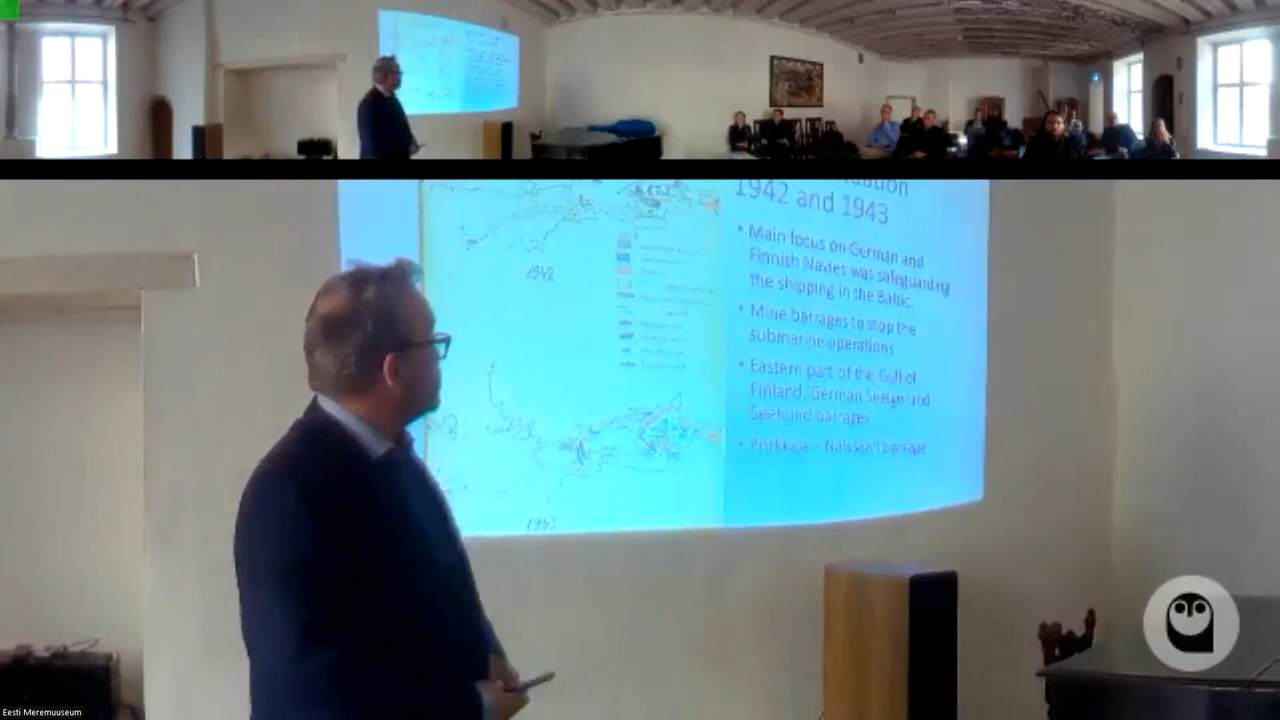 1942 and 1943
• Main focus on German and
Finnish Navies was safeguarding
the shipping in the Baltic.
• Mine barrages to stop the
submarine operations
• Eastern part of the Gulf of
Finland, German Seeigel and
Seehund barrages
• Porkkala – Naissaar barrage
1942
1943
Eesti Meremuuseum